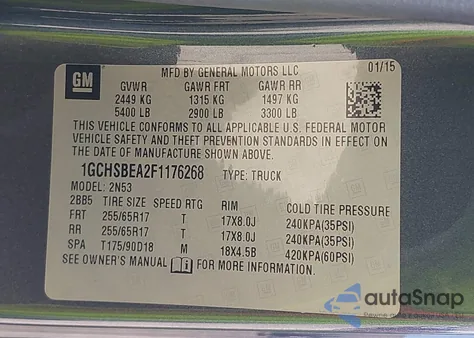 GM
MFD BY GENERAL MOTORS LLC 01/15
GVWR GAWR FRT GAWR RR
2449 KG 1315 KG 1497 KG
5400 LB 2900 LB 3300 LB
THIS VEHICLE CONFORMS TO ALL APPLICABLE U.S. FEDERAL MOTOR
VEHICLE SAFETY AND THEFT PREVENTION STANDARDS IN EFFECT ON
THE DATE OF MANUFACTURE SHOWN ABOVE.
1GCHSBEA2F1176268 TYPE: TRUCK
MODEL: 2N53
2BB5 TIRE SIZE SPEED RTG RIM COLD TIRE PRESSURE
FRT 255/65R17 T 17X8.0J 240KPA(35PSI)
RR 255/65R17 T 17X8.0J 240KPA(35PSI)
SPA T175/90D18 M 18X4.5B 420KPA(60PSI)
SEE OWNER'S MANUAL FOR MORE INFORMATION.
autoSnap